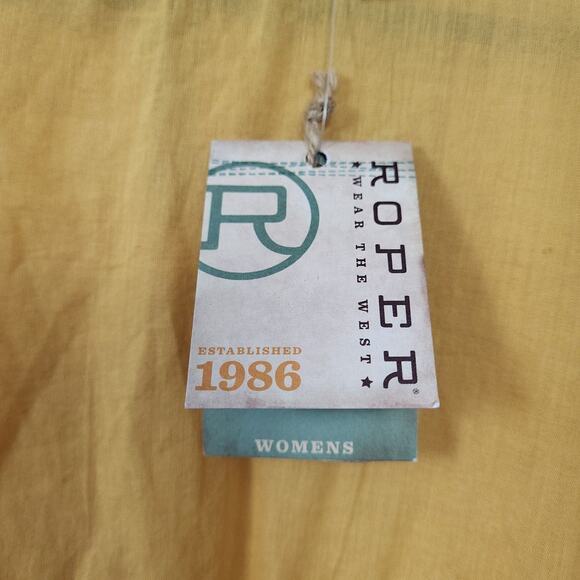 R
ROPER®
★ WEAR THE WEST ★
ESTABLISHED
1986
WOMENS